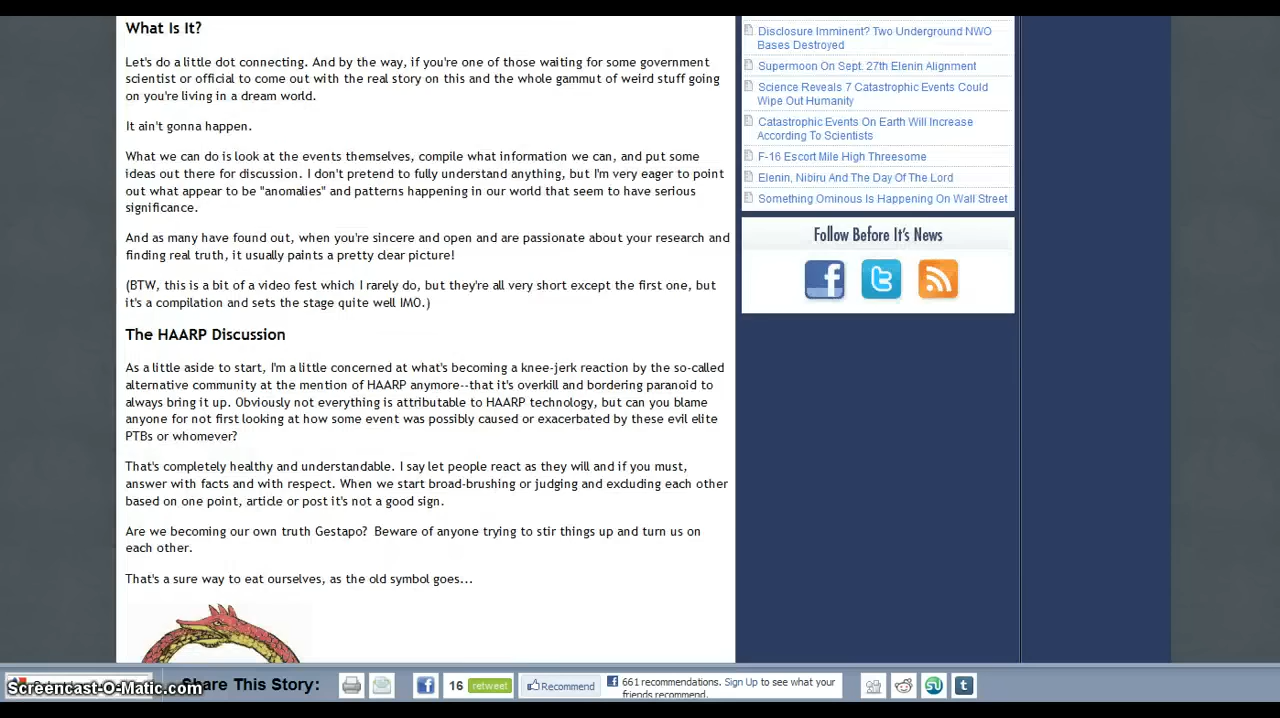 What Is It?
Let's do a little dot connecting. And by the way, if you're one of those waiting for some government
scientist or official to come out with the real story on this and the whole gammut of weird stuff going
on you're living in a dream world.
It ain't gonna happen.
What we can do is look at the events themselves, compile what information we can, and put some
ideas out there for discussion. I don't pretend to fully understand anything, but I'm very eager to point
out what appear to be "anomalies" and patterns happening in our world that seem to have serious
significance.
And as many have found out, when you're sincere and open and are passionate about your research and
finding real truth, it usually paints a pretty clear picture!
(BTW, this is a bit of a video fest which I rarely do, but they're all very short except the first one, but
it's a compilation and sets the stage quite well IMO.)
The HAARP Discussion
As a little aside to start, I'm a little concerned at what's becoming a knee-jerk reaction by the so-called
alternative community at the mention of HAARP anymore--that it's overkill and bordering paranoid to
always bring it up. Obviously not everything is attributable to HAARP technology, but can you blame
anyone for not first looking at how some event was possibly caused or exacerbated by these evil elite
PTBs or whomever?
That's completely healthy and understandable. I say let people react as they will and if you must,
answer with facts and with respect. When we start broad-brushing or judging and excluding each other
based on one point, article or post it's not a good sign.
Are we becoming our own truth Gestapo? Beware of anyone trying to stir things up and turn us on
each other.
That's a sure way to eat ourselves, as the old symbol goes...
Disclosure Imminent? Two Underground NWO
Bases Destroyed
Supermoon On Sept. 27th Elenin Alignment
Science Reveals 7 Catastrophic Events Could
Wipe Out Humanity
Catastrophic Events On Earth Will Increase
According To Scientists
F-16 Escort Mile High Threesome
Elenin, Nibiru And The Day Of The Lord
Something Ominous Is Happening On Wall Street
Follow Before It's News
Screencast-O-Matic.com
Share This Story:
16 retweet
Recommend
661 recommendations. Sign Up to see what your
friends recommend.